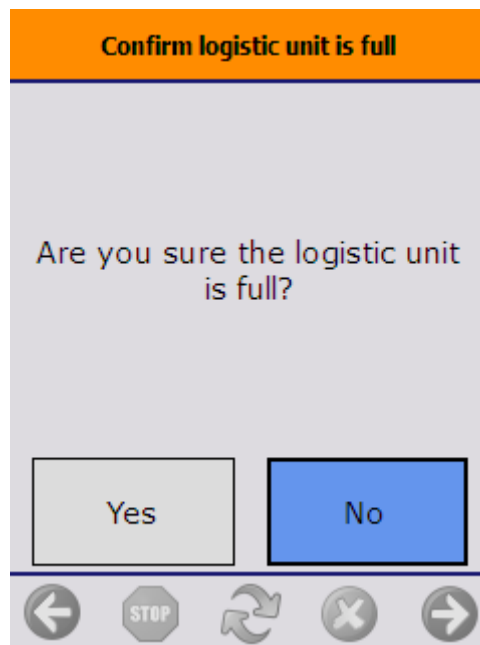 Confirm logistic unit is full
Are you sure the logistic unit
is full?
Yes
No
STOP